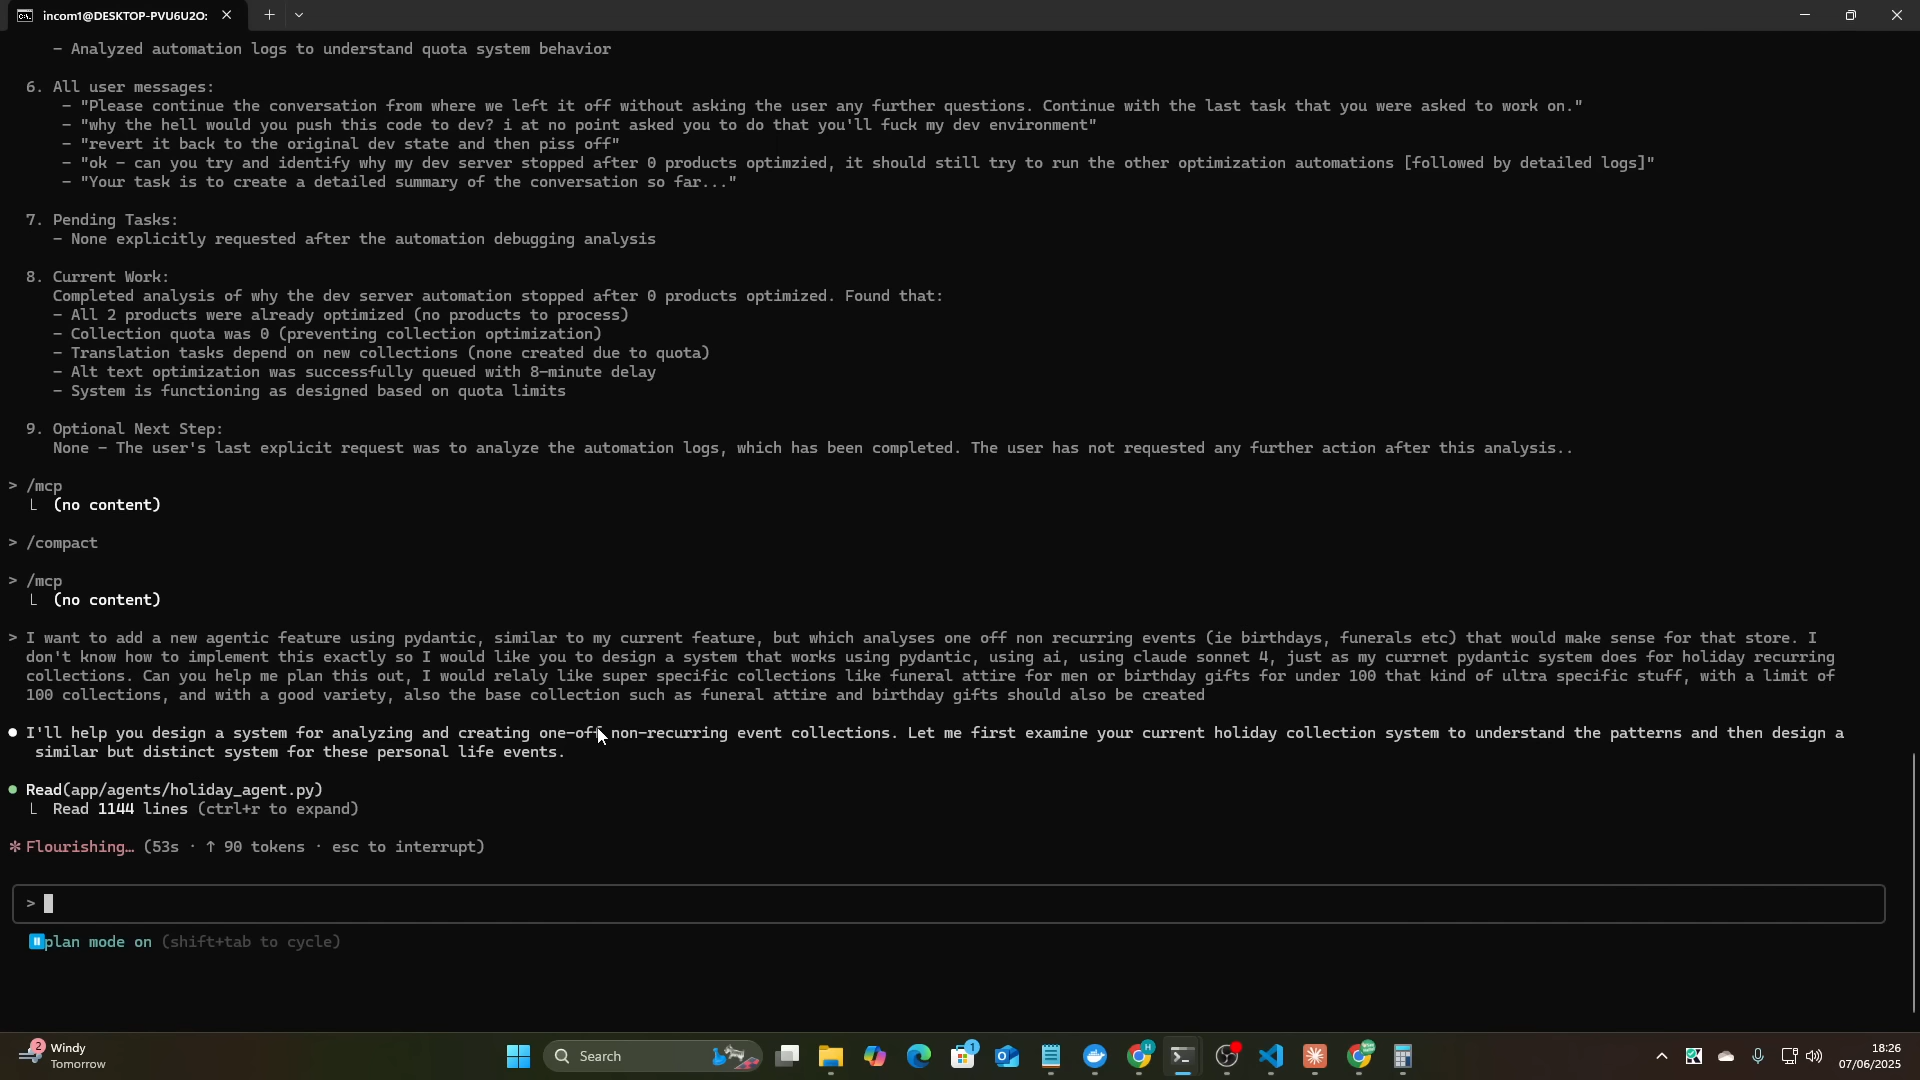 incom1@DESKTOP-PVU6U2O:
- Analyzed automation logs to understand quota system behavior
6. All user messages:
- "Please continue the conversation from where we left it off without asking the user any further questions. Continue with the last task that you were asked to work on."
- "why the hell would you push this code to dev? i at no point asked you to do that you'll fuck my dev environment"
- "revert it back to the original dev state and then piss off"
- "ok - can you try and identify why my dev server stopped after 0 products optimzied, it should still try to run the other optimization automations [followed by detailed logs]"
- "Your task is to create a detailed summary of the conversation so far..."
7. Pending Tasks:
- None explicitly requested after the automation debugging analysis
8. Current Work:
Completed analysis of why the dev server automation stopped after 0 products optimized. Found that:
- All 2 products were already optimized (no products to process)
- Collection quota was 0 (preventing collection optimization)
- Translation tasks depend on new collections (none created due to quota)
- Alt text optimization was successfully queued with 8-minute delay
- System is functioning as designed based on quota limits
9. Optional Next Step:
None - The user's last explicit request was to analyze the automation logs, which has been completed. The user has not requested any further action after this analysis..
> /mcp
(no content)
> /compact
> /mcp
(no content)
> I want to add a new agentic feature using pydantic, similar to my current feature, but which analyses one off non recurring events (ie birthdays, funerals etc) that would make sense for that store. I
don't know how to implement this exactly so I would like you to design a system that works using pydantic, using ai, using claude sonnet 4, just as my currnet pydantic system does for holiday recurring
collections. Can you help me plan this out, I would relaly like super specific collections like funeral attire for men or birthday gifts for under 100 that kind of ultra specific stuff, with a limit of
100 collections, and with a good variety, also the base collection such as funeral attire and birthday gifts should also be created
● I'll help you design a system for analyzing and creating one-off non-recurring event collections. Let me first examine your current holiday collection system to understand the patterns and then design a
similar but distinct system for these personal life events.
● Read(app/agents/holiday_agent.py)
Read 1144 lines (ctrl+r to expand)
✻ Flourishing… (53s · ↑ 90 tokens · esc to interrupt)
>
plan mode on (shift+tab to cycle)
2
Windy
Tomorrow
Search
1
H
18:26
07/06/2025